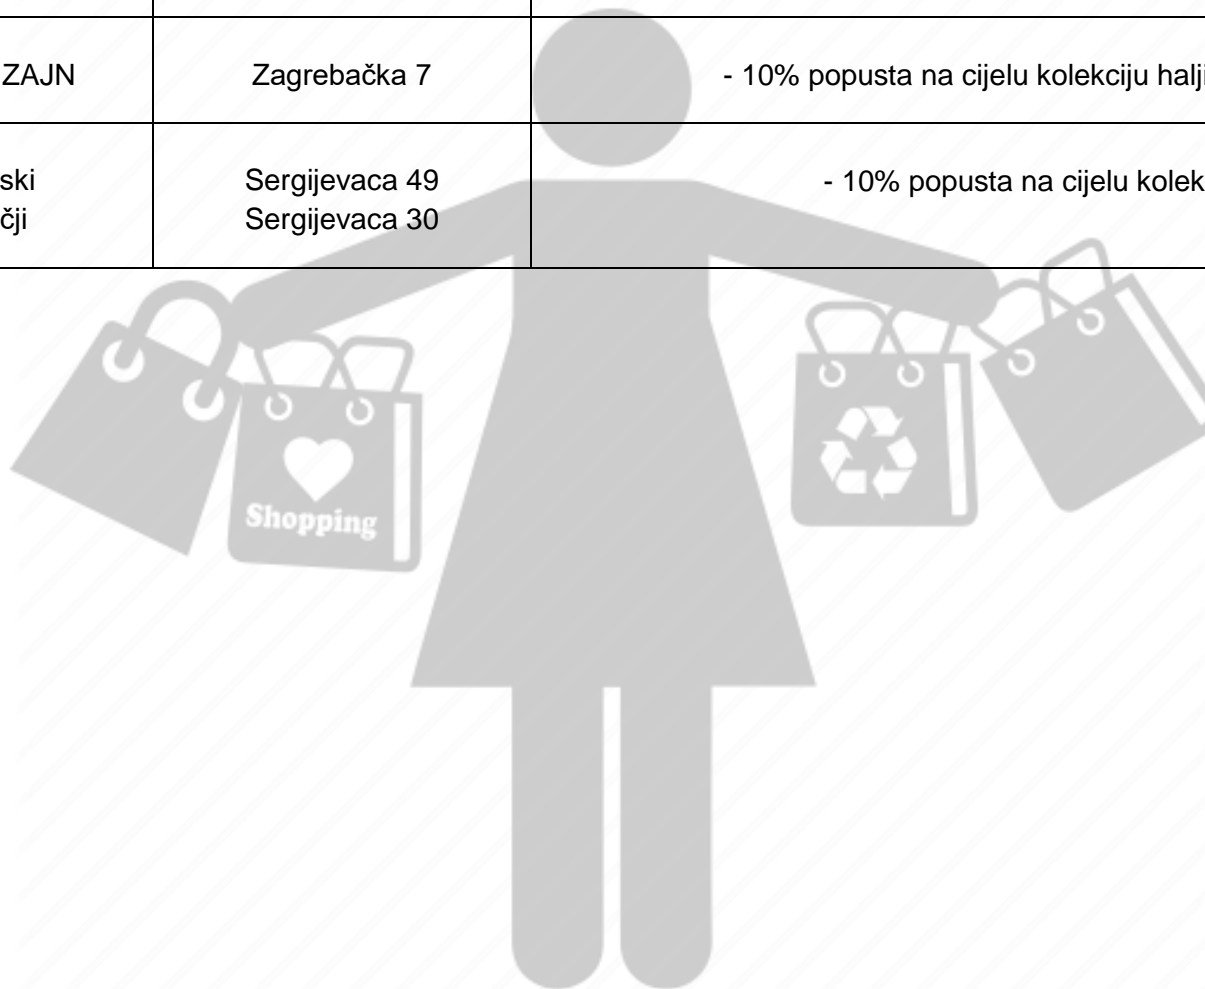 ZAJN Zagrebačka 7 - 10% popusta na cijelu kolekciju halji
ski Sergijevaca 49 - 10% popusta na cijelu kolek
čji Sergijevaca 30
Shopping